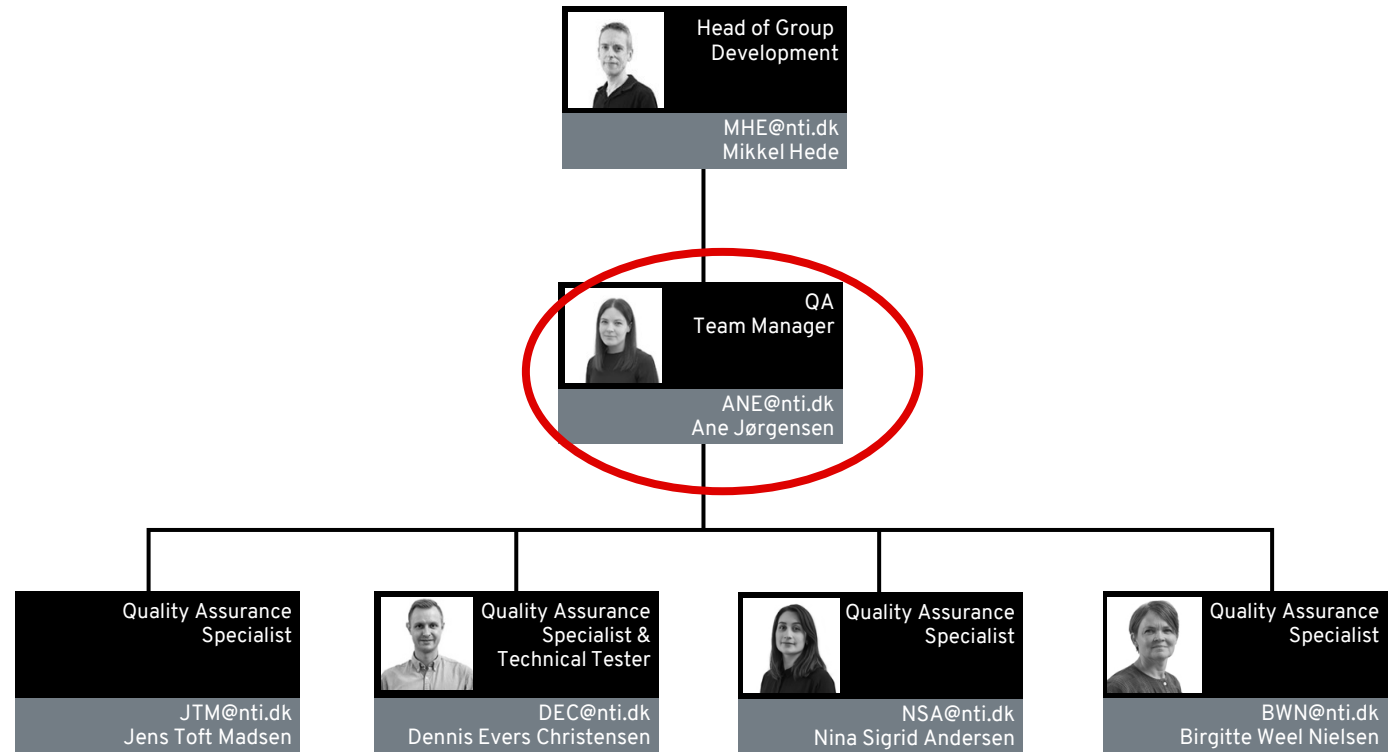 Head of Group
Development
MHE@nti.dk
Mikkel Hede
QA
Team Manager
ANE@nti.dk
Ane Jørgensen
Quality Assurance
Specialist
JTM@nti.dk
Jens Toft Madsen
Quality Assurance
Specialist &
Technical Tester
DEC@nti.dk
Dennis Evers Christensen
Quality Assurance
Specialist
NSA@nti.dk
Nina Sigrid Andersen
Quality Assurance
Specialist
BWN@nti.dk
Birgitte Weel Nielsen